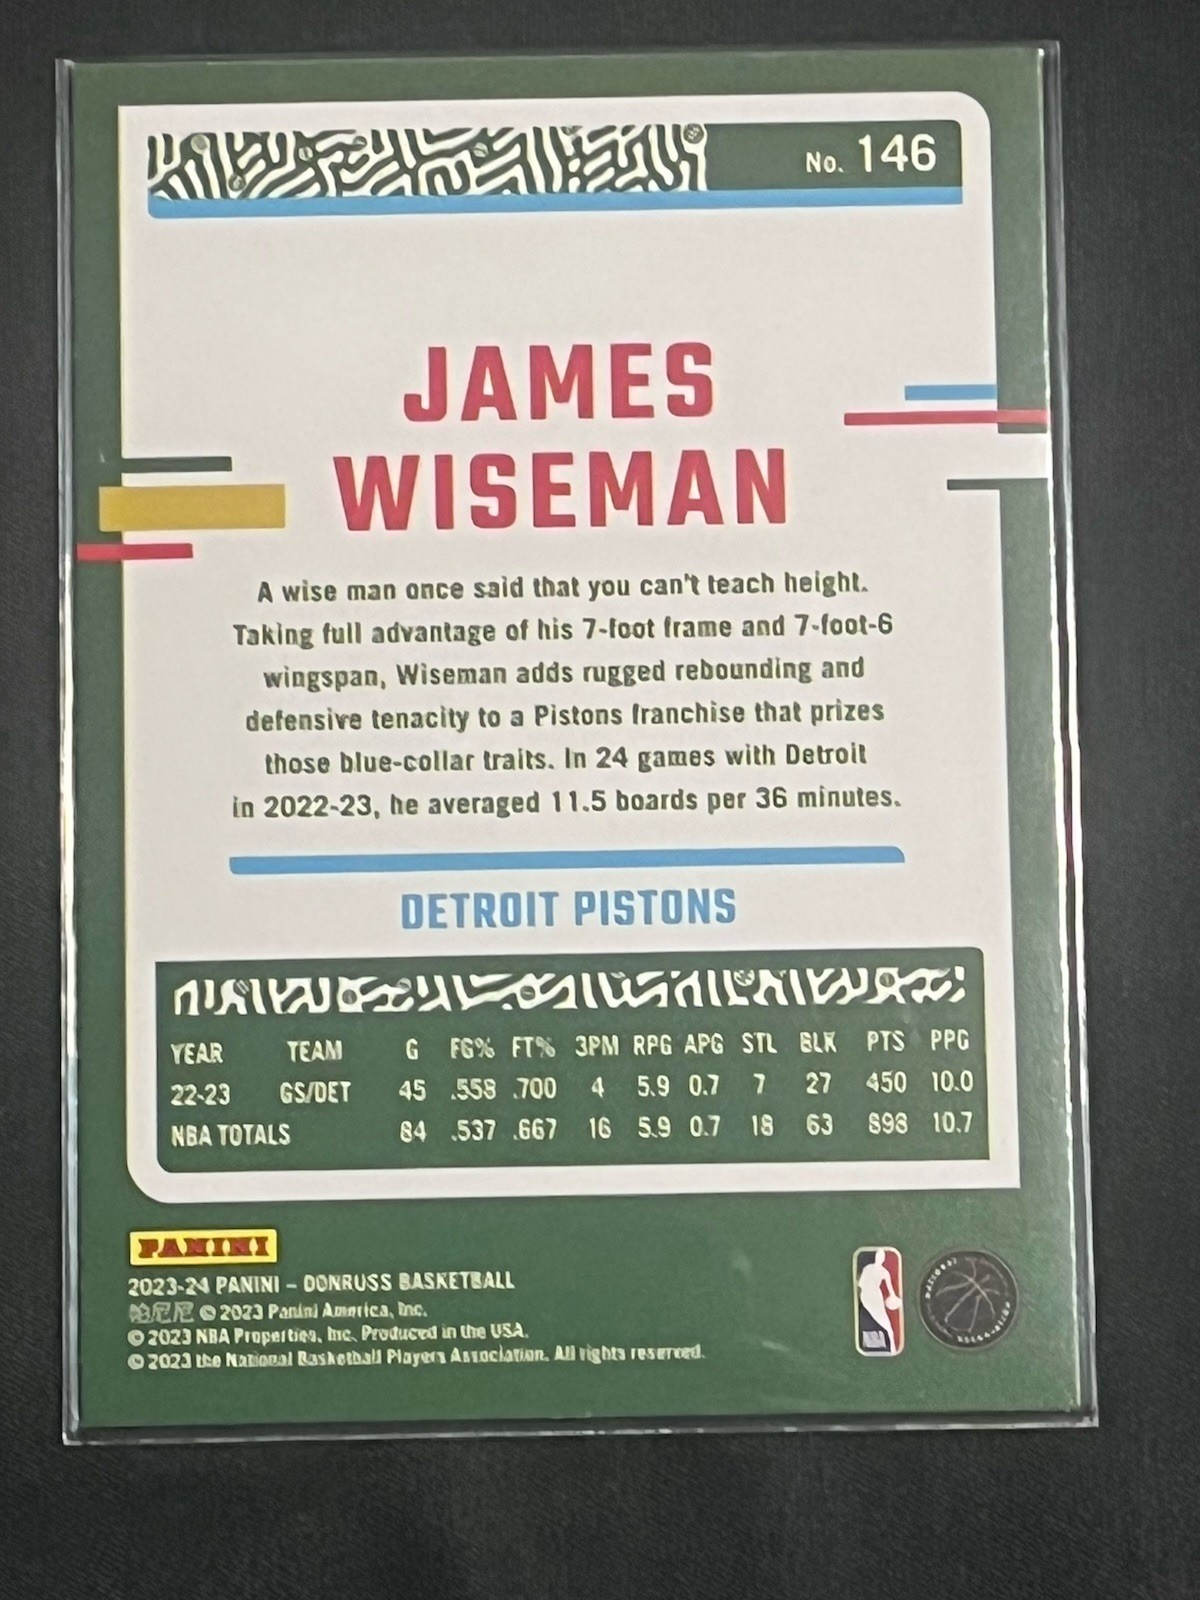 No. 146
JAMES
WISEMAN
A wise man once said that you can't teach height.
Taking full advantage of his 7-foot frame and 7-foot-6
wingspan, Wiseman adds rugged rebounding and
defensive tenacity to a Pistons franchise that prizes
those blue-collar traits. In 24 games with Detroit
in 2022-23, he averaged 11.5 boards per 36 minutes.
DETROIT PISTONS
YEAR TEAM G FG% FT% 3PM RPG APG STL BLK PTS PPG
22-23 GS/DET 45 .558 .700 4 5.9 0.7 7 27 450 10.0
NBA TOTALS 84 .537 .667 16 5.9 0.7 18 63 898 10.7
PANINI
2023-24 PANINI – DONRUSS BASKETBALL
© 2023 Panini America, Inc.
© 2023 NBA Properties, Inc. Produced in the USA.
© 2023 the National Basketball Players Association. All rights reserved.
NBA